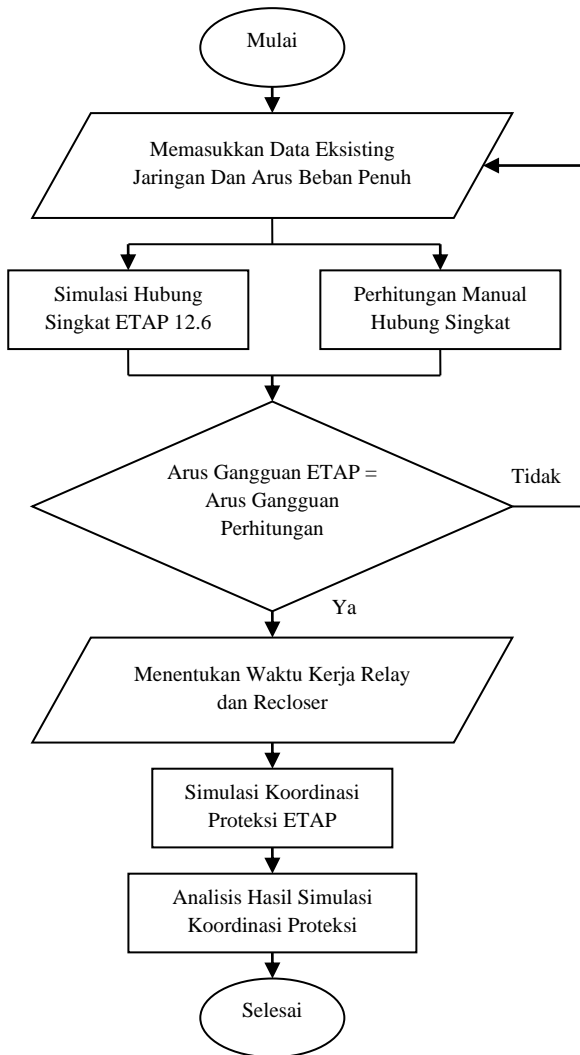 Mulai
Memasukkan Data Eksisting
Jaringan Dan Arus Beban Penuh
Simulasi Hubung
Singkat ETAP 12.6
Perhitungan Manual
Hubung Singkat
Arus Gangguan ETAP =
Arus Gangguan
Perhitungan
Tidak
Ya
Menentukan Waktu Kerja Relay
dan Recloser
Simulasi Koordinasi
Proteksi ETAP
Analisis Hasil Simulasi
Koordinasi Proteksi
Selesai